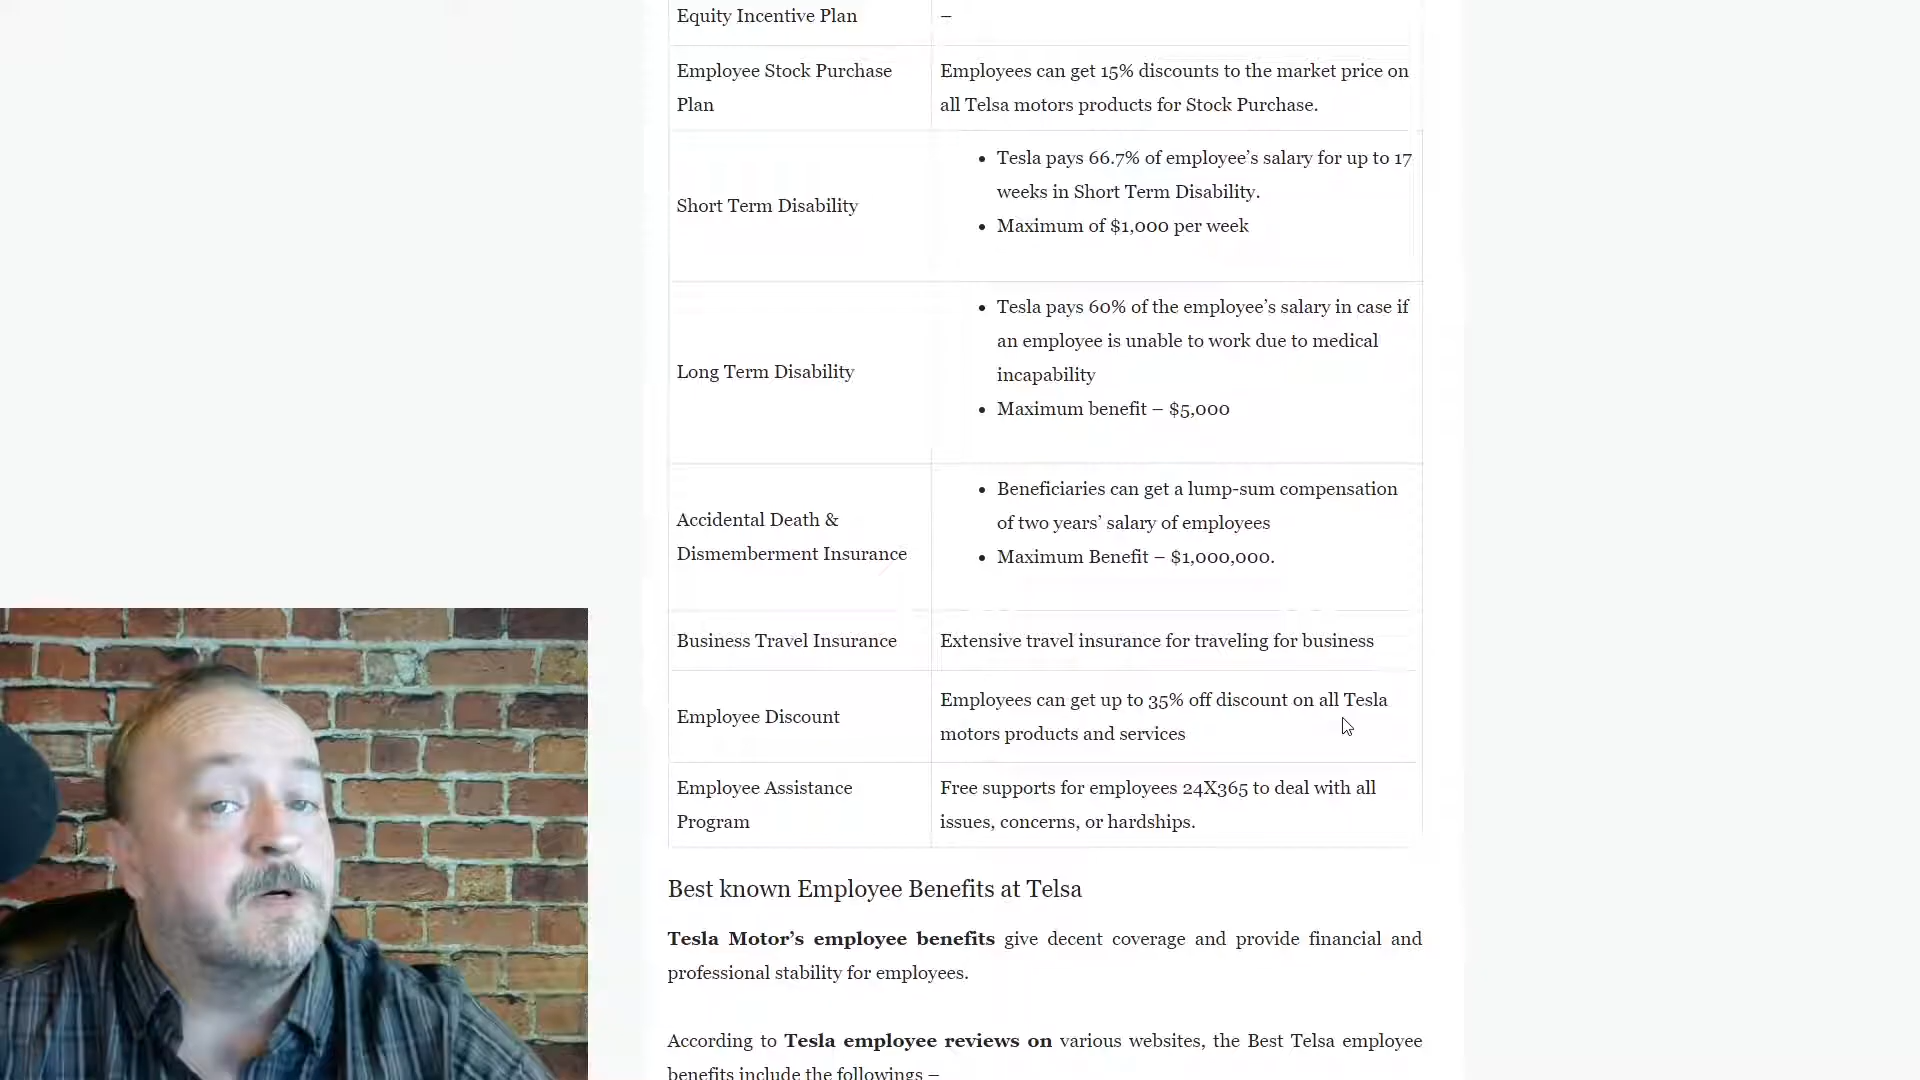 Equity Incentive Plan
–
Employee Stock Purchase
Plan
Employees can get 15% discounts to the market price on
all Telsa motors products for Stock Purchase.
Short Term Disability
• Tesla pays 66.7% of employee’s salary for up to 17
weeks in Short Term Disability.
• Maximum of $1,000 per week
Long Term Disability
• Tesla pays 60% of the employee’s salary in case if
an employee is unable to work due to medical
incapability
• Maximum benefit – $5,000
Accidental Death &
Dismemberment Insurance
• Beneficiaries can get a lump-sum compensation
of two years’ salary of employees
• Maximum Benefit – $1,000,000.
Business Travel Insurance
Extensive travel insurance for traveling for business
Employee Discount
Employees can get up to 35% off discount on all Tesla
motors products and services
Employee Assistance
Program
Free supports for employees 24X365 to deal with all
issues, concerns, or hardships.
Best known Employee Benefits at Telsa
Tesla Motor’s employee benefits give decent coverage and provide financial and
professional stability for employees.
According to Tesla employee reviews on various websites, the Best Telsa employee
benefits include the followings –